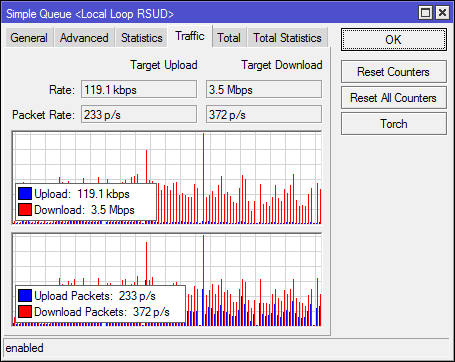 Simple Queue <Local Loop RSUD>
General Advanced Statistics Traffic Total Total Statistics
Target Upload Target Download
Rate: 119.1 kbps 3.5 Mbps
Packet Rate: 233 p/s 372 p/s
Upload: 119.1 kbps
Download: 3.5 Mbps
Upload Packets: 233 p/s
Download Packets: 372 p/s
OK
Reset Counters
Reset All Counters
Torch
enabled